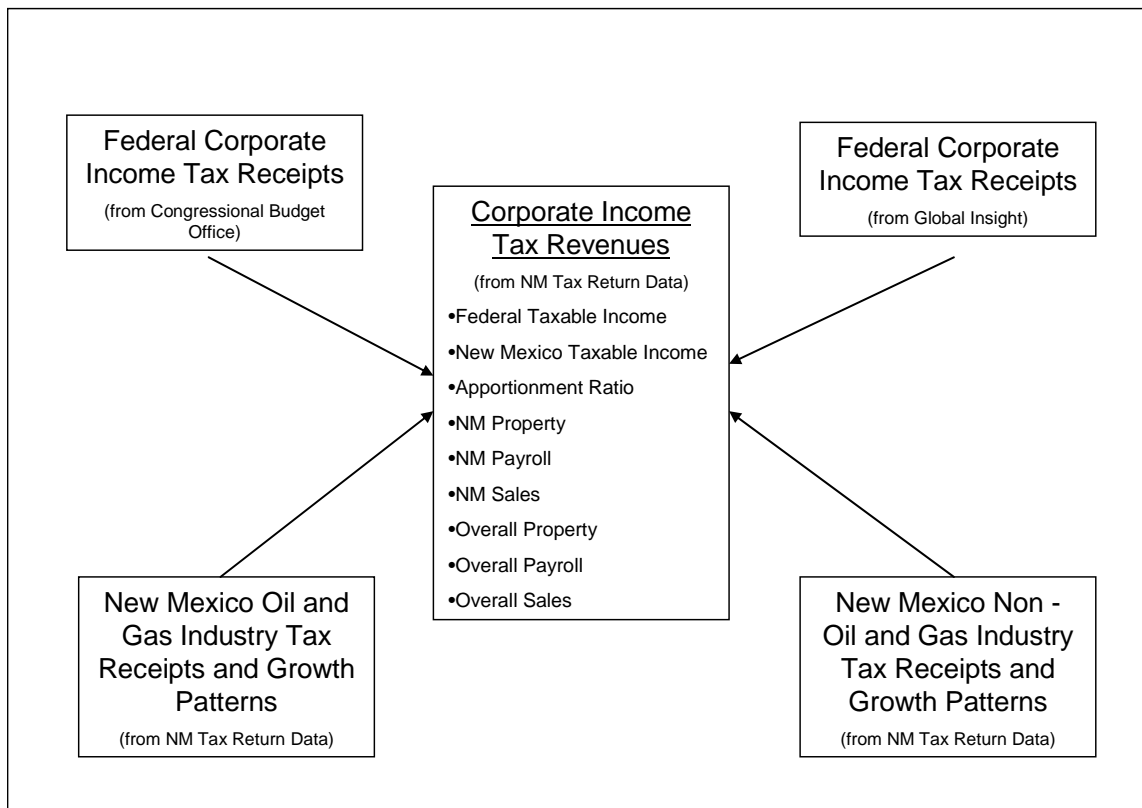 Federal Corporate
Income Tax Receipts
(from Congressional Budget
Office)
Federal Corporate
Income Tax Receipts
(from Global Insight)
Corporate Income
Tax Revenues
(from NM Tax Return Data)
•Federal Taxable Income
•New Mexico Taxable Income
•Apportionment Ratio
•NM Property
•NM Payroll
•NM Sales
•Overall Property
•Overall Payroll
•Overall Sales
New Mexico Oil and
Gas Industry Tax
Receipts and Growth
Patterns
(from NM Tax Return Data)
New Mexico Non -
Oil and Gas Industry
Tax Receipts and
Growth Patterns
(from NM Tax Return Data)